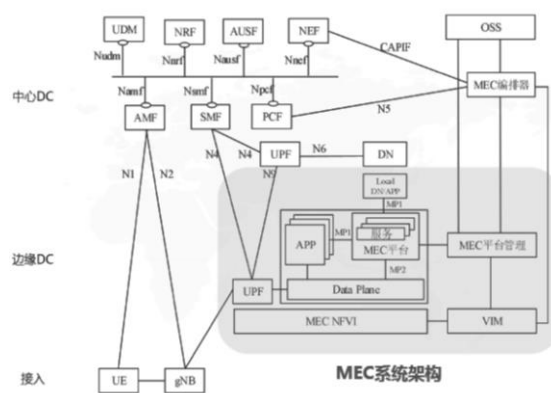 UDM
NRF
AUSF
NEF
OSS
Nudm
Nnrf
Nausf
Nnef
CAPIF
中心DC
Namf
Nsmf
Npcf
MEC编排器
AMF
SMF
PCF
N5
N1
N2
N4
N4
UPF
N6
DN
N9
Local
DN/APP
MP1
边缘DC
APP
MP1
服务
MEC平台
MEC平台管理
MP2
UPF
Data Plane
MEC NFVI
VIM
接入
UE
gNB
MEC系统架构